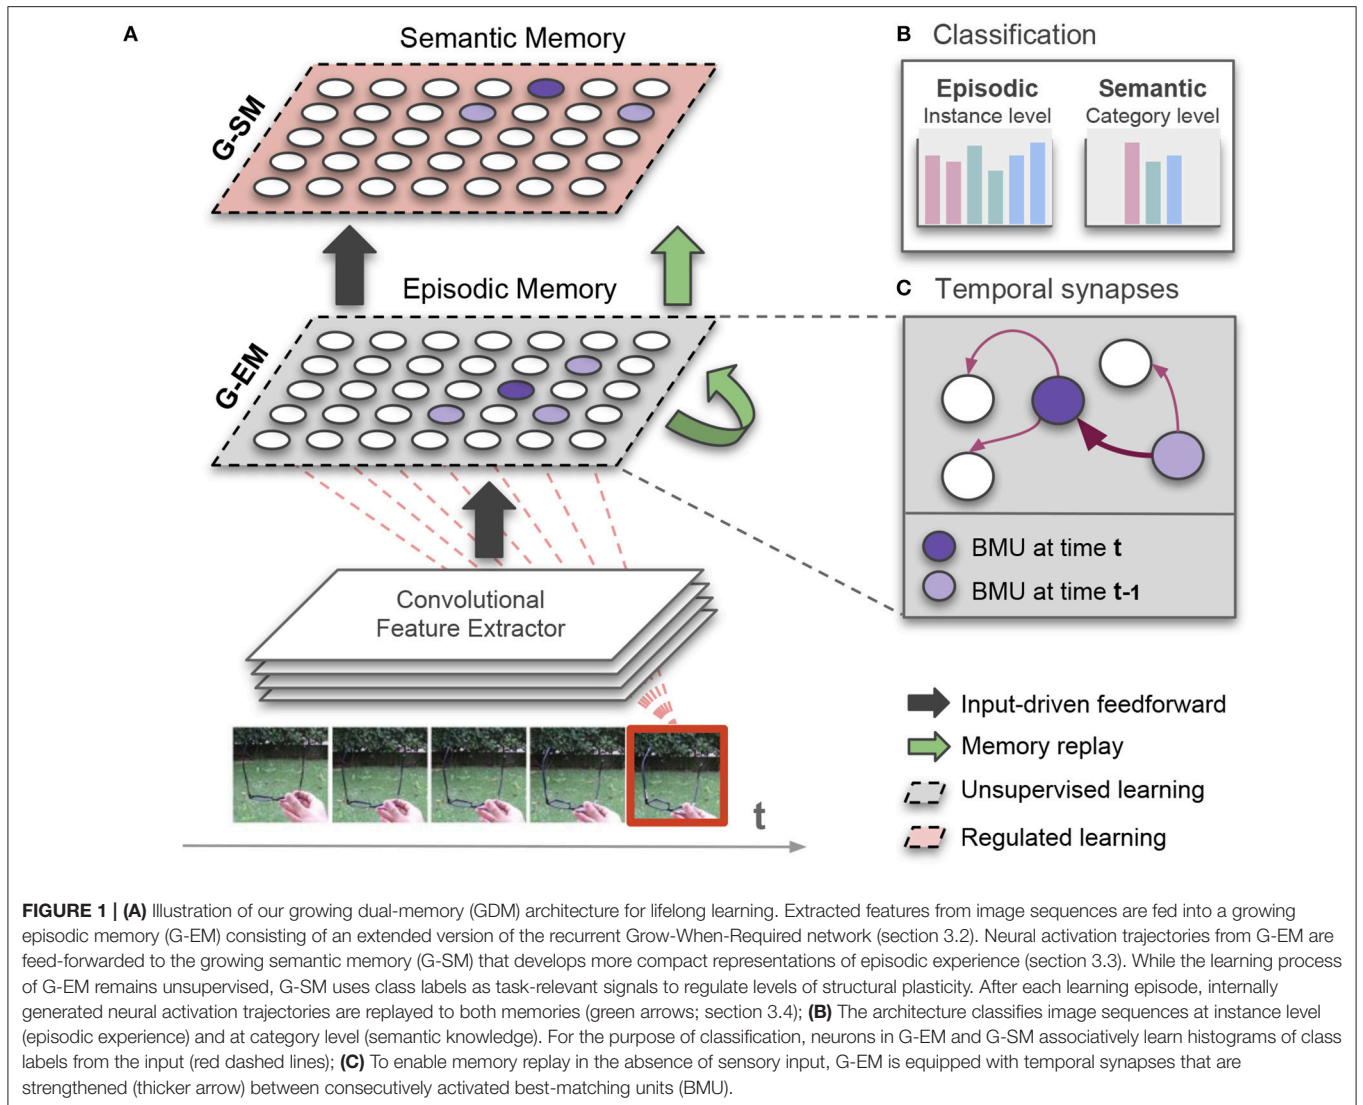 A
Semantic Memory
G-SM
Episodic Memory
G-EM
Convolutional
Feature Extractor
t
B Classification
Episodic
Instance level
Semantic
Category level
C Temporal synapses
BMU at time t
BMU at time t-1
Input-driven feedforward
Memory replay
Unsupervised learning
Regulated learning
FIGURE 1 | (A) Illustration of our growing dual-memory (GDM) architecture for lifelong learning. Extracted features from image sequences are fed into a growing
episodic memory (G-EM) consisting of an extended version of the recurrent Grow-When-Required network (section 3.2). Neural activation trajectories from G-EM are
feed-forwarded to the growing semantic memory (G-SM) that develops more compact representations of episodic experience (section 3.3). While the learning process
of G-EM remains unsupervised, G-SM uses class labels as task-relevant signals to regulate levels of structural plasticity. After each learning episode, internally
generated neural activation trajectories are replayed to both memories (green arrows; section 3.4); (B) The architecture classifies image sequences at instance level
(episodic experience) and at category level (semantic knowledge). For the purpose of classification, neurons in G-EM and G-SM associatively learn histograms of class
labels from the input (red dashed lines); (C) To enable memory replay in the absence of sensory input, G-EM is equipped with temporal synapses that are
strengthened (thicker arrow) between consecutively activated best-matching units (BMU).